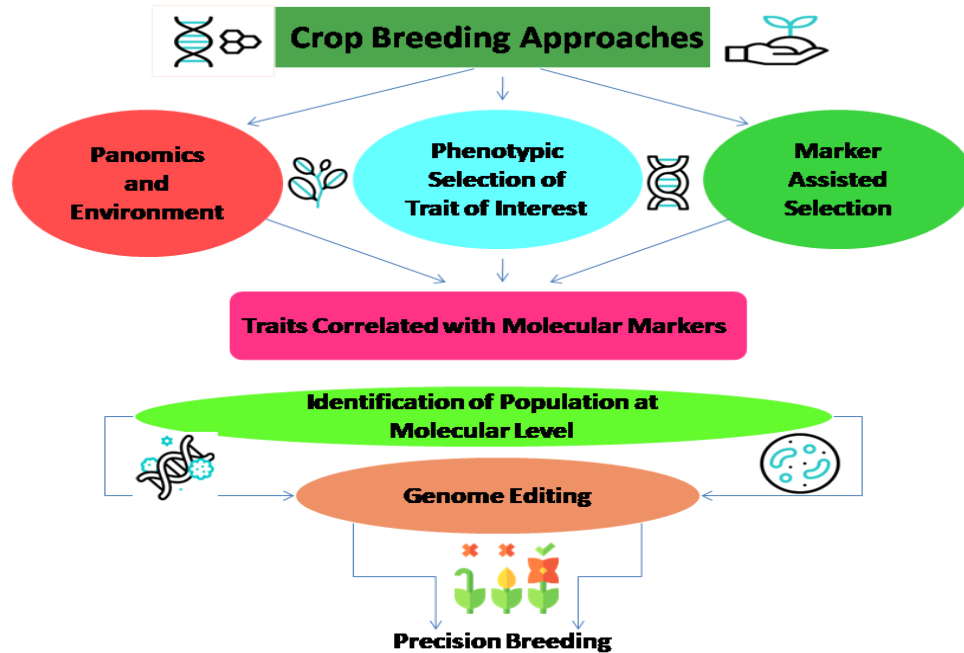 Crop Breeding Approaches
Panomics
and
Environment
Phenotypic
Selection of
Trait of Interest
Marker
Assisted
Selection
Traits Correlated with Molecular Markers
Identification of Population at
Molecular Level
Genome Editing
Precision Breeding